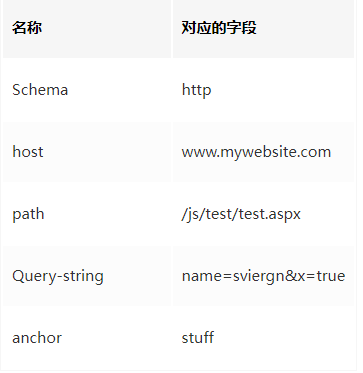 名称 对应的字段
Schema http
host www.mywebsite.com
path /js/test/test.aspx
Query-string name=sviergn&x=true
anchor stuff